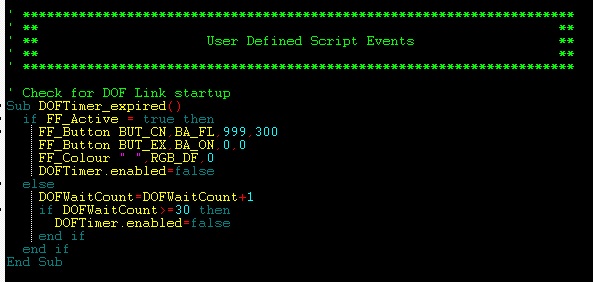 ' **********************************************************************
' ** **
' ** User Defined Script Events **
' ** **
' **********************************************************************
' Check for DOF Link startup
Sub DOFTimer_expired()
if FF_Active = true then
FF_Button BUT_CN,BA_FL,999,300
FF_Button BUT_EX,BA_ON,0,0
FF_Colour " ",RGB_DF,0
DOFTimer.enabled=false
else
DOFWaitCount=DOFWaitCount+1
if DOFWaitCount>=30 then
DOFTimer.enabled=false
end if
end if
End Sub